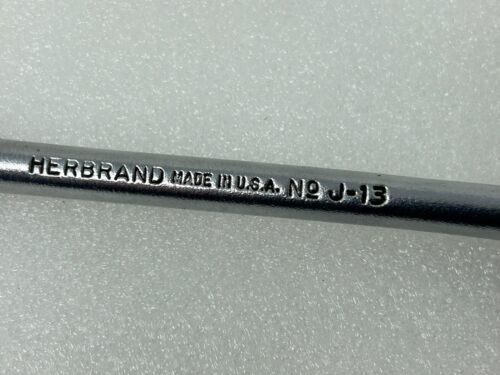 HERBRAND MADE IN U.S.A. Nº J-13